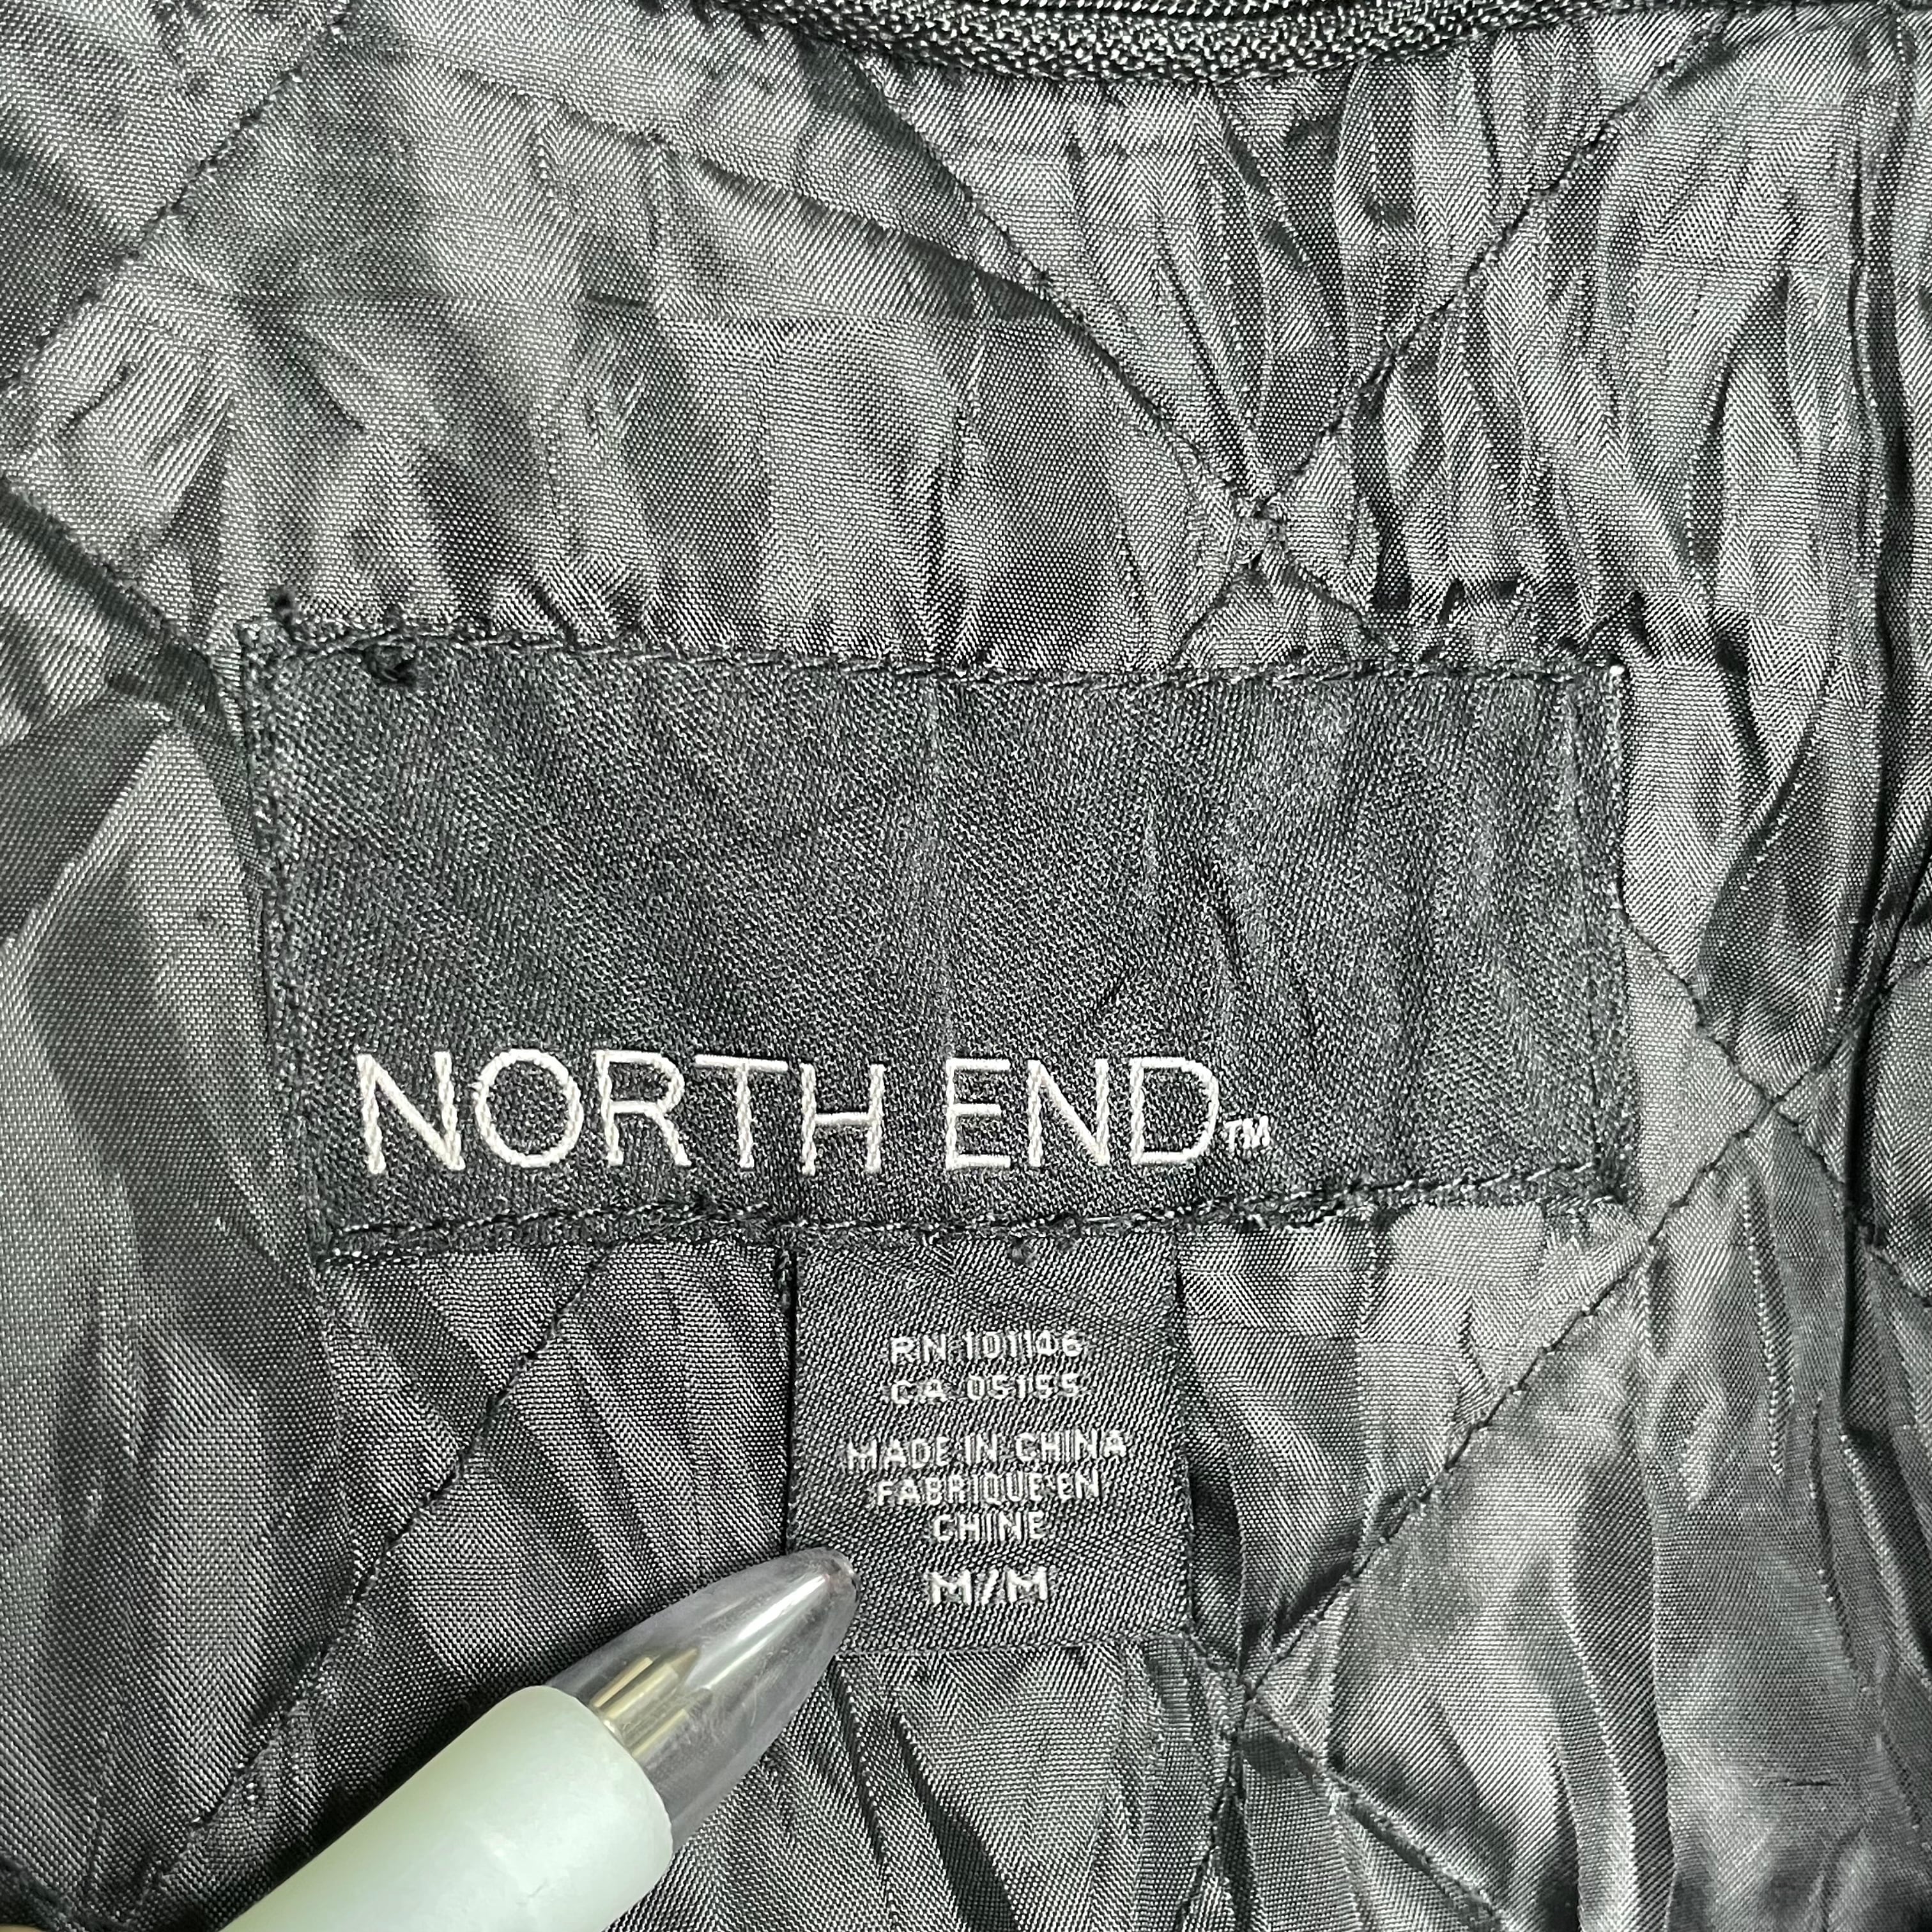 NORTH END™
RN 101146
CA 05155
MADE IN CHINA
FABRIQUE EN
CHINE
M/M